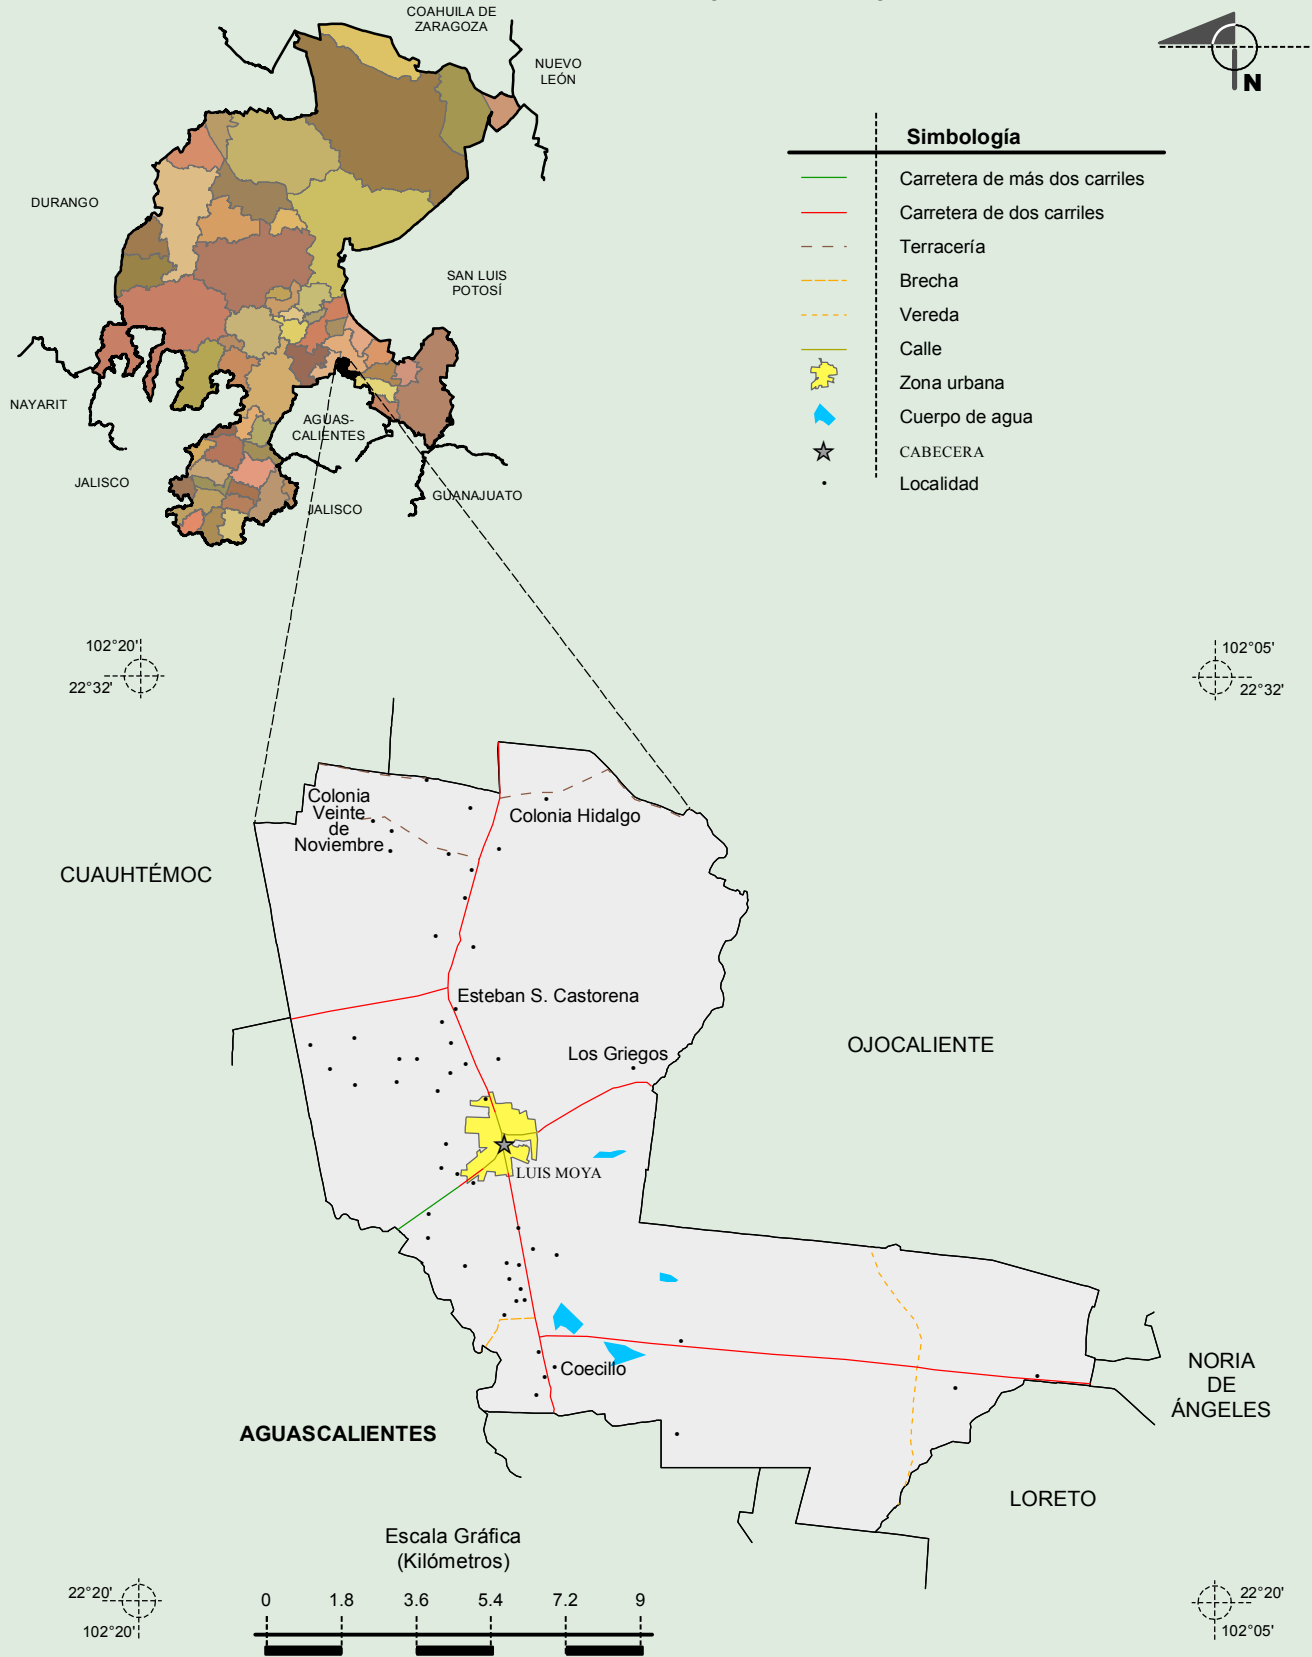 COAHUILA DE
ZARAGOZA
NUEVO
LEÓN
DURANGO
SAN LUIS
POTOSÍ
NAYARIT
AGUAS-
CALIENTES
JALISCO
JALISCO
GUANAJUATO
N
Simbología
Carretera de más dos carriles
Carretera de dos carriles
Terracería
Brecha
Vereda
Calle
Zona urbana
Cuerpo de agua
CABECERA
Localidad
102°20'
22°32'
102°05'
22°32'
Colonia
Veinte
de
Noviembre
Colonia Hidalgo
CUAUHTÉMOC
Esteban S. Castorena
Los Griegos
OJOCALIENTE
LUIS MOYA
Coecillo
NORIA
DE
ÁNGELES
AGUASCALIENTES
LORETO
Escala Gráfica
(Kilómetros)
0 1.8 3.6 5.4 7.2 9
22°20'
102°20'
22°20'
102°05'